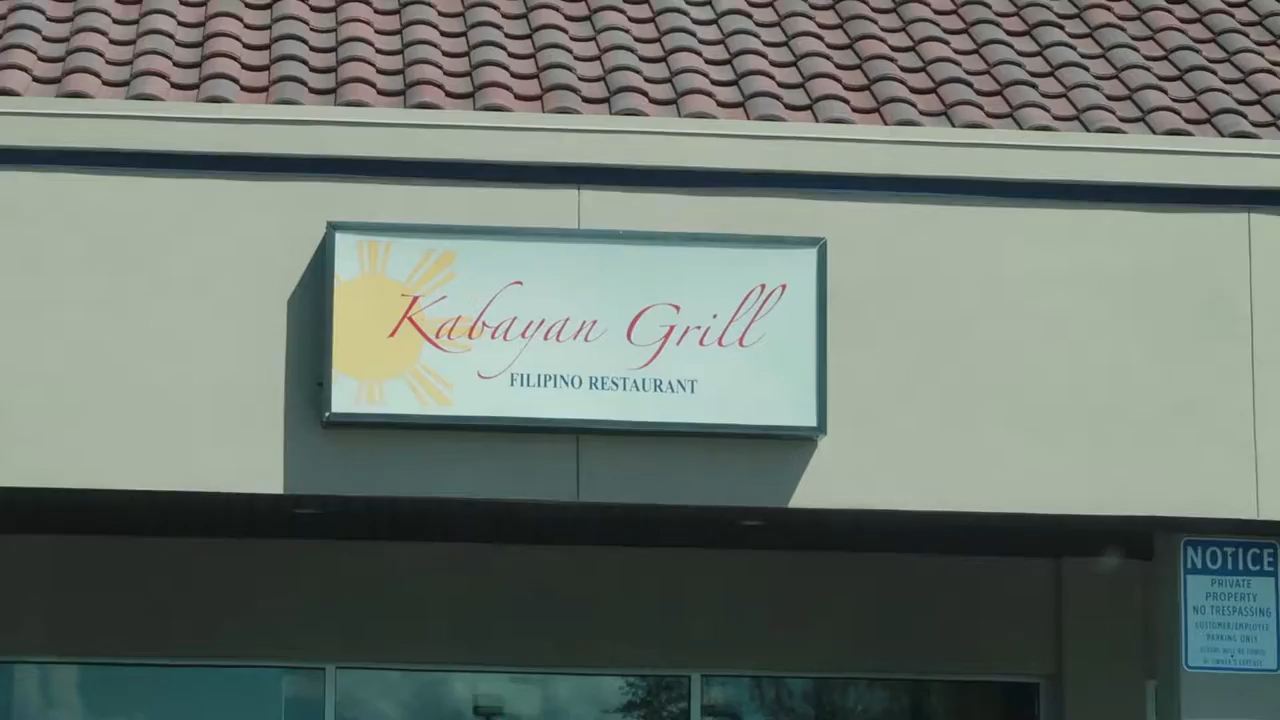 Kabayan Grill
FILIPINO RESTAURANT
NOTICE
PRIVATE
PROPERTY
NO TRESPASSING
CUSTOMER/EMPLOYEE
PARKING ONLY